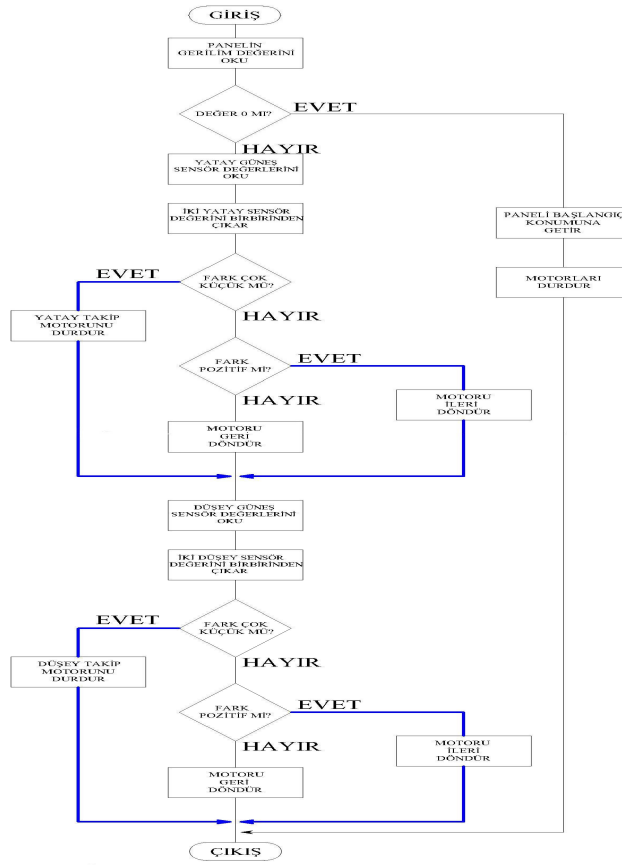 GİRİŞ
PANELİN
GERİLİM DEĞERİNİ
OKU
DEĞER 0 MI?
EVET
HAYIR
YATAY GÜNEŞ
SENSÖR DEĞERLERİNİ
OKU
PANELİ BAŞLANGIÇ
KONUMUNA
GETİR
İKİ YATAY SENSÖR
DEĞERİNİ BİRBİRİNDEN
ÇIKAR
MOTORLARI
DURDUR
FARK ÇOK
KÜÇÜK MÜ?
EVET
HAYIR
YATAY TAKİP
MOTORUNU
DURDUR
FARK
POZİTİF Mİ?
EVET
HAYIR
MOTORU
İLERİ
DÖNDÜR
MOTORU
GERİ
DÖNDÜR
DÜŞEY GÜNEŞ
SENSÖR DEĞERLERİNİ
OKU
İKİ DÜŞEY SENSÖR
DEĞERİNİ BİRBİRİNDEN
ÇIKAR
FARK ÇOK
KÜÇÜK MÜ?
EVET
HAYIR
DÜŞEY TAKİP
MOTORUNU
DURDUR
FARK
POZİTİF Mİ?
EVET
HAYIR
MOTORU
İLERİ
DÖNDÜR
MOTORU
GERİ
DÖNDÜR
ÇIKIŞ